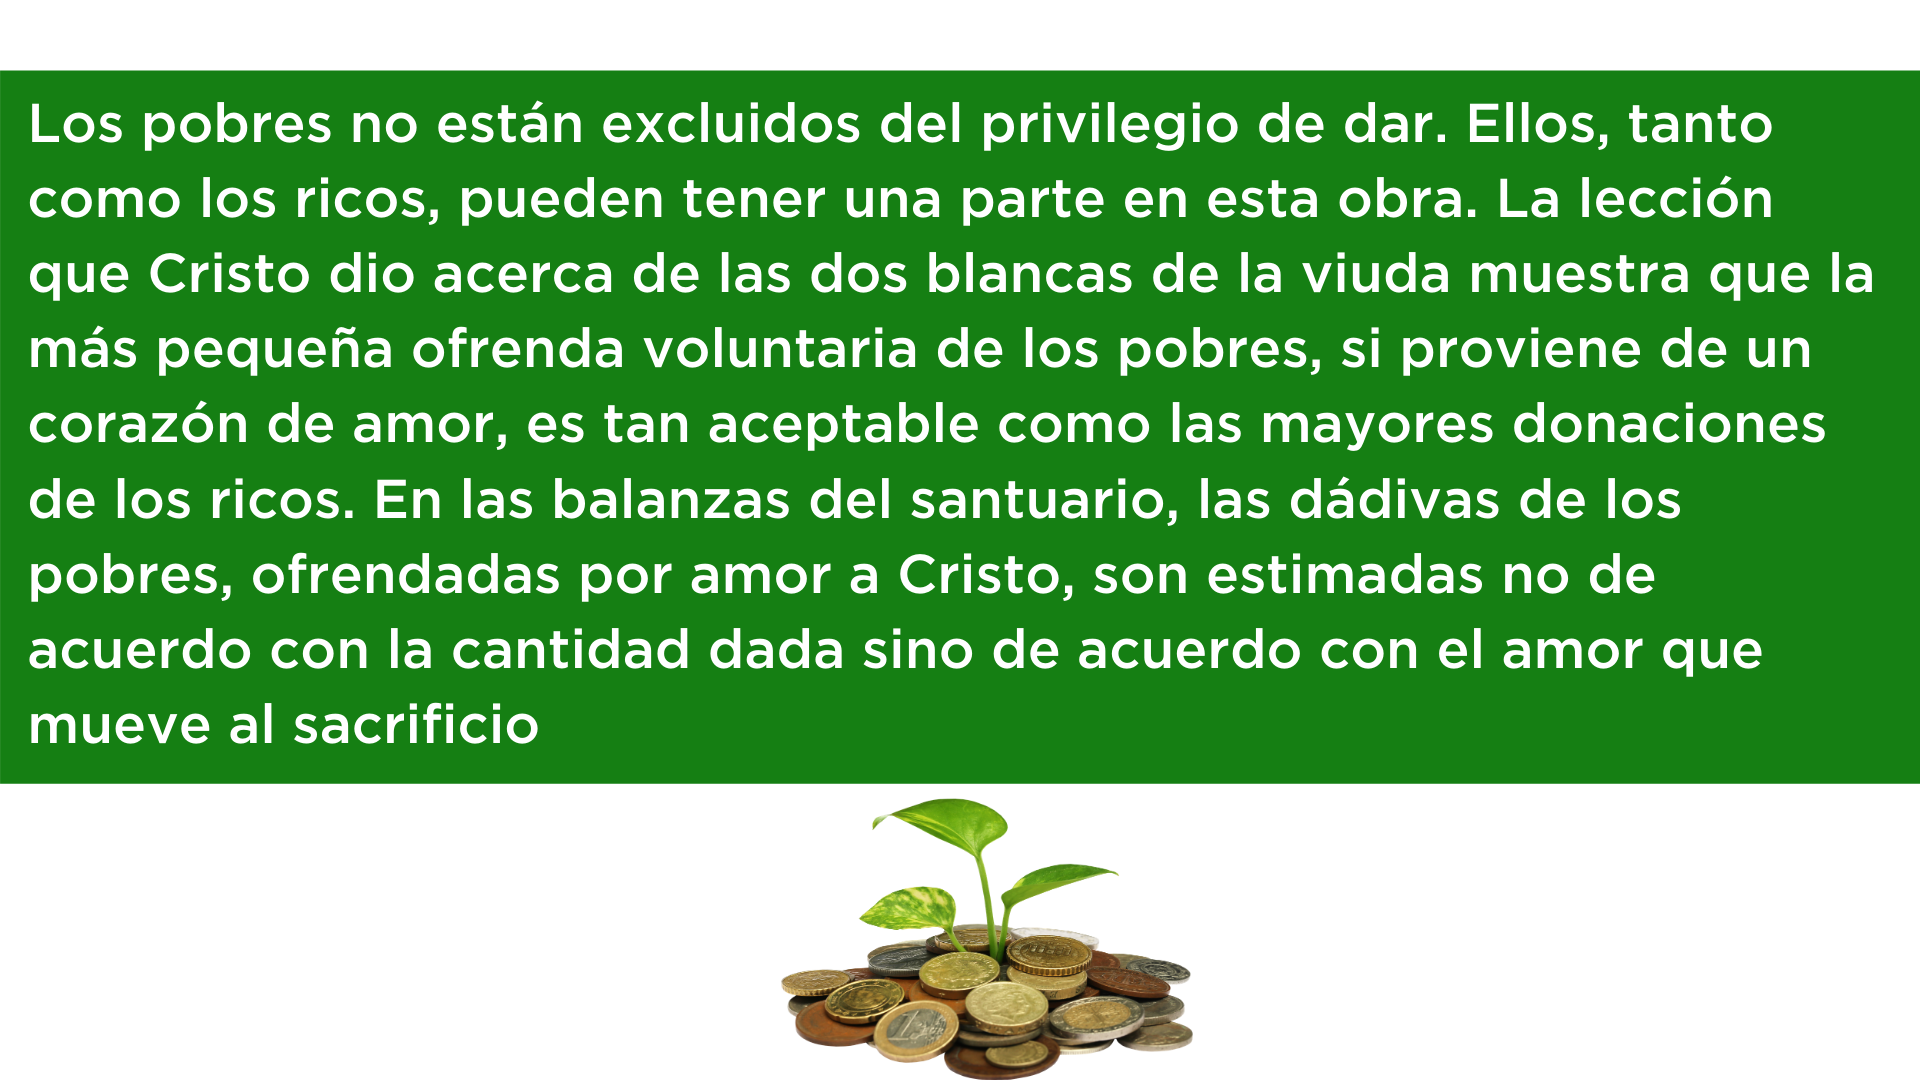 Los pobres no están excluidos del privilegio de dar. Ellos, tanto
como los ricos, pueden tener una parte en esta obra. La lección
que Cristo dio acerca de las dos blancas de la viuda muestra que la
más pequeña ofrenda voluntaria de los pobres, si proviene de un
corazón de amor, es tan aceptable como las mayores donaciones
de los ricos. En las balanzas del santuario, las dádivas de los
pobres, ofrendadas por amor a Cristo, son estimadas no de
acuerdo con la cantidad dada sino de acuerdo con el amor que
mueve al sacrificio